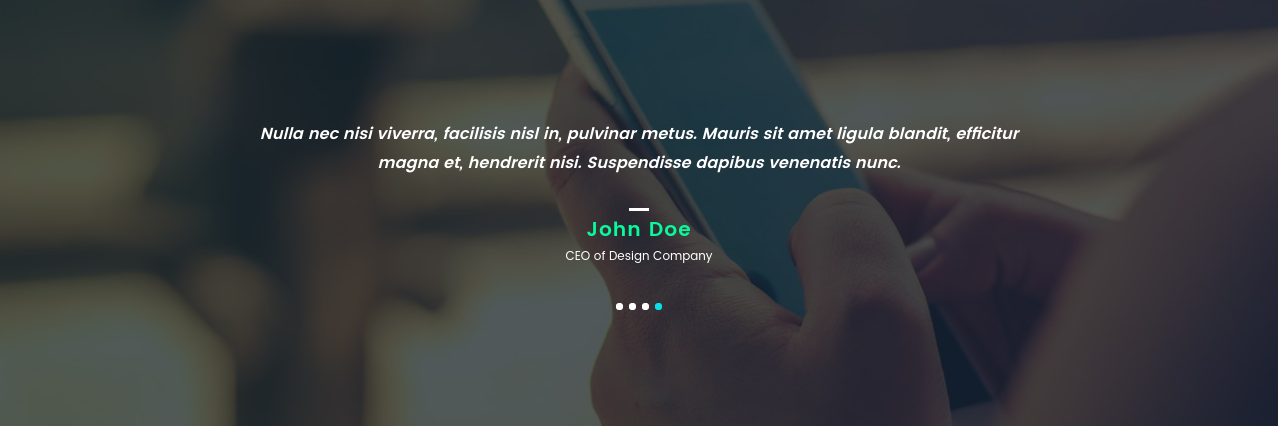 Nulla nec nisi viverra, facilisis nisl in, pulvinar metus. Mauris sit amet ligula blandit, efficitur
magna et, hendrerit nisi. Suspendisse dapibus venenatis nunc.
John Doe
CEO of Design Company